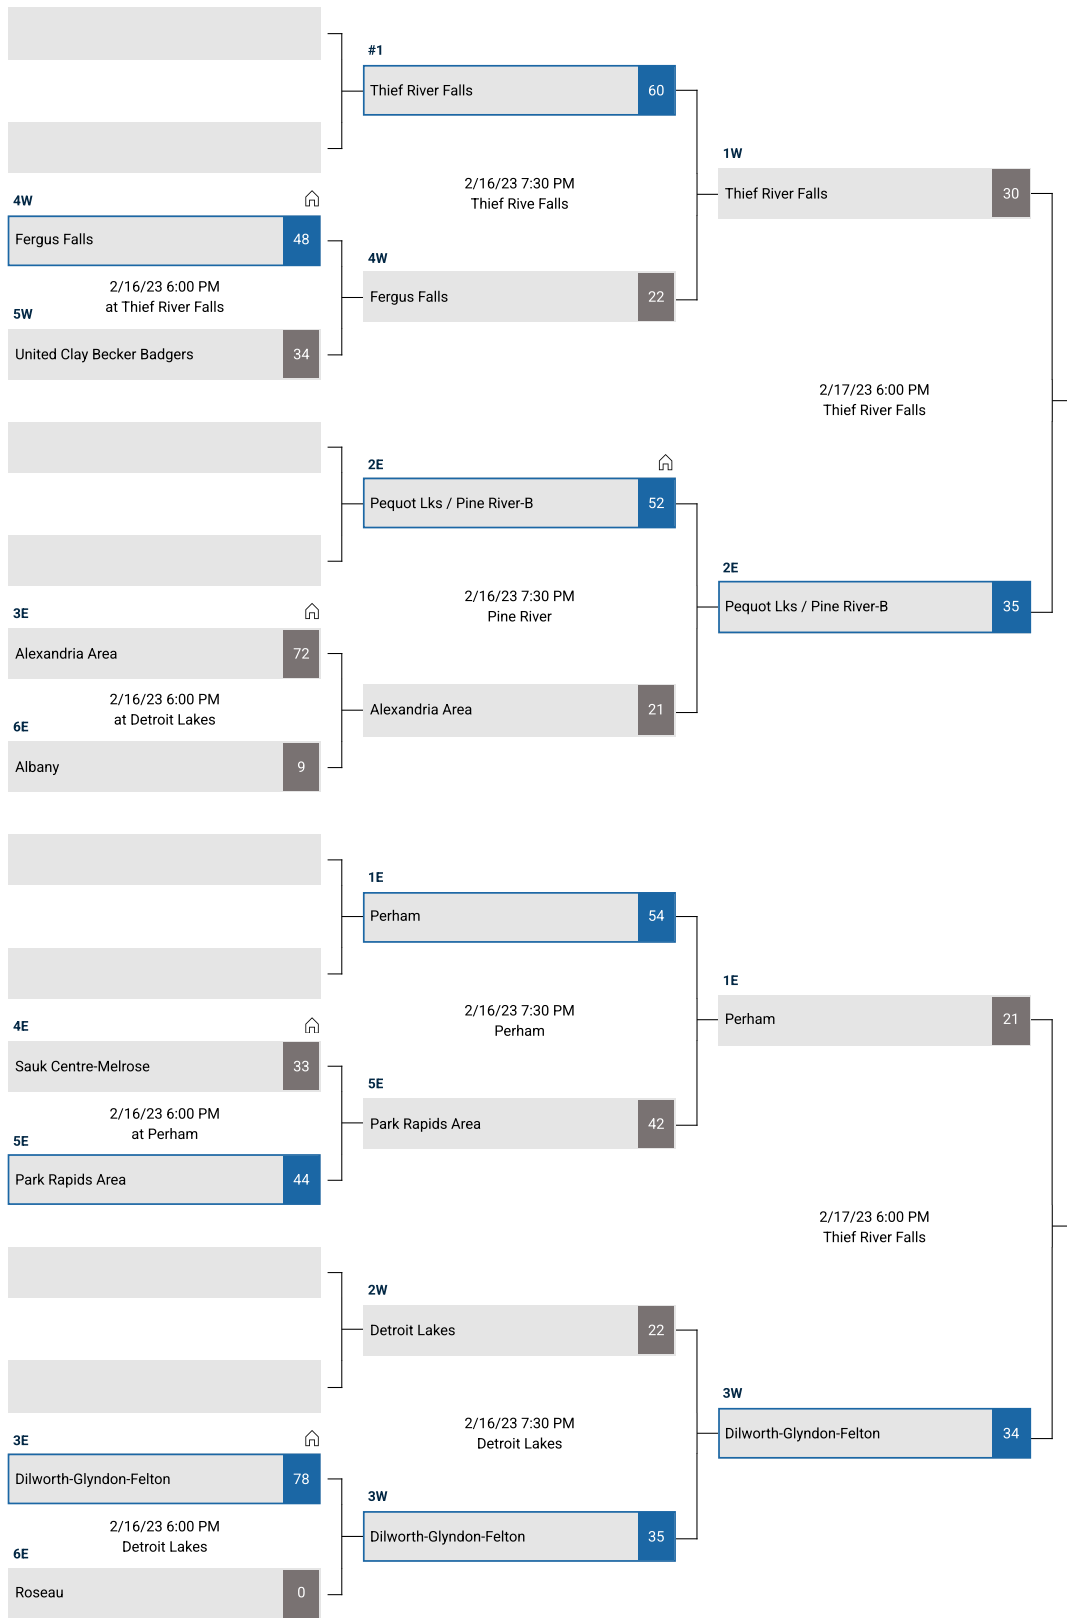 #1
Thief River Falls 60
2/16/23 7:30 PM
Thief Rive Falls
4W
Fergus Falls 48
2/16/23 6:00 PM
at Thief River Falls
5W
United Clay Becker Badgers 34
4W
Fergus Falls 22
1W
Thief River Falls 30
2/17/23 6:00 PM
Thief River Falls
2E
Pequot Lks / Pine River-B 52
2/16/23 7:30 PM
Pine River
3E
Alexandria Area 72
2/16/23 6:00 PM
at Detroit Lakes
6E
Albany 9
Alexandria Area 21
2E
Pequot Lks / Pine River-B 35
1E
Perham 54
2/16/23 7:30 PM
Perham
4E
Sauk Centre-Melrose 33
2/16/23 6:00 PM
at Perham
5E
Park Rapids Area 44
5E
Park Rapids Area 42
1E
Perham 21
2/17/23 6:00 PM
Thief River Falls
2W
Detroit Lakes 22
2/16/23 7:30 PM
Detroit Lakes
3E
Dilworth-Glyndon-Felton 78
2/16/23 6:00 PM
Detroit Lakes
6E
Roseau 0
3W
Dilworth-Glyndon-Felton 35
3W
Dilworth-Glyndon-Felton 34